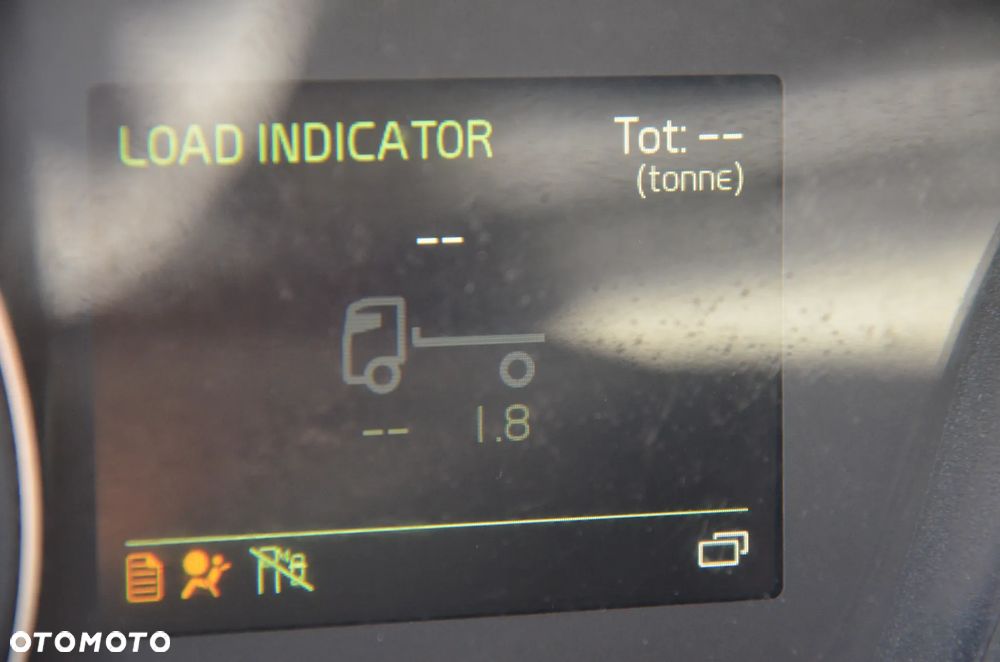 LOAD INDICATOR
Tot: --
(tonne)
--
-- 1.8
OTOMOTO